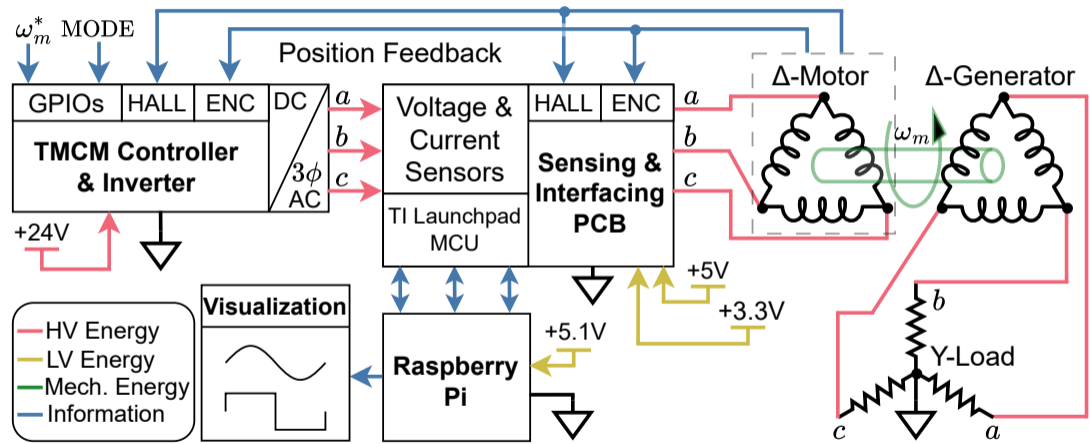 ω*ₘ MODE
Position Feedback
GPIOs HALL ENC DC
3ϕ
AC
TMCM Controller
& Inverter
+24V
a
b
c
Voltage &
Current
Sensors
TI Launchpad
MCU
HALL ENC
Sensing &
Interfacing
PCB
a
b
c
Δ-Motor
ωₘ
Δ-Generator
+5V
+3.3V
+5.1V
Visualization
Raspberry
Pi
HV Energy
LV Energy
Mech. Energy
Information
b
Y-Load
c
a